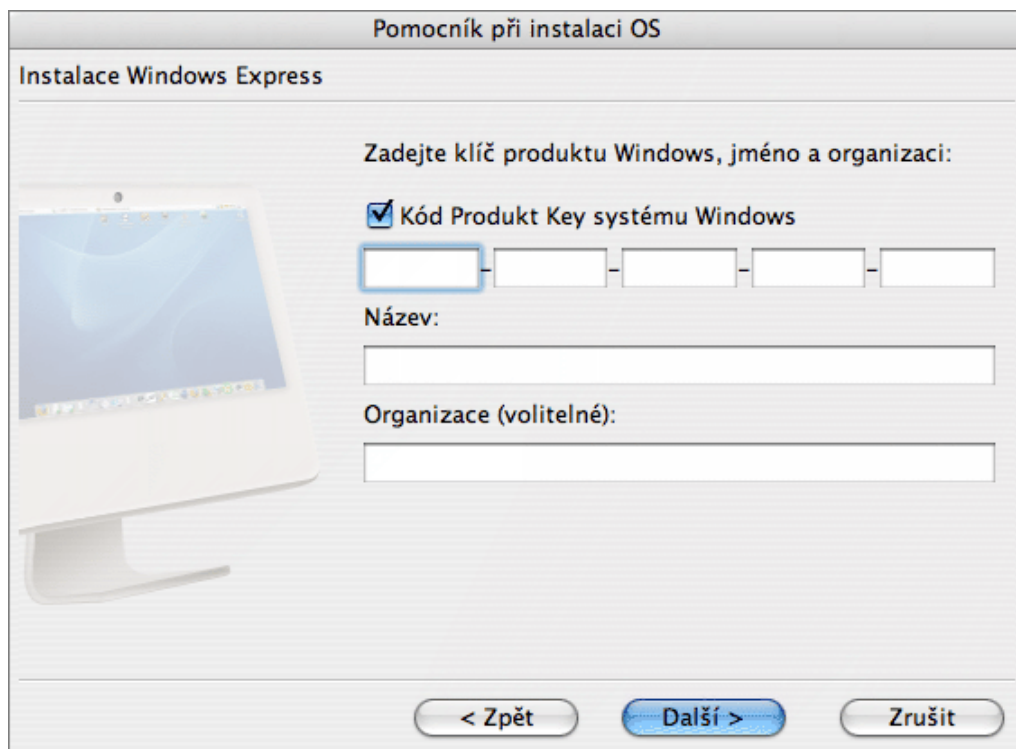 Pomocník při instalaci OS
Instalace Windows Express
Zadejte klíč produktu Windows, jméno a organizaci:
Kód Produkt Key systému Windows
- - - -
Název:
Organizace (volitelné):
< Zpět Další > Zrušit